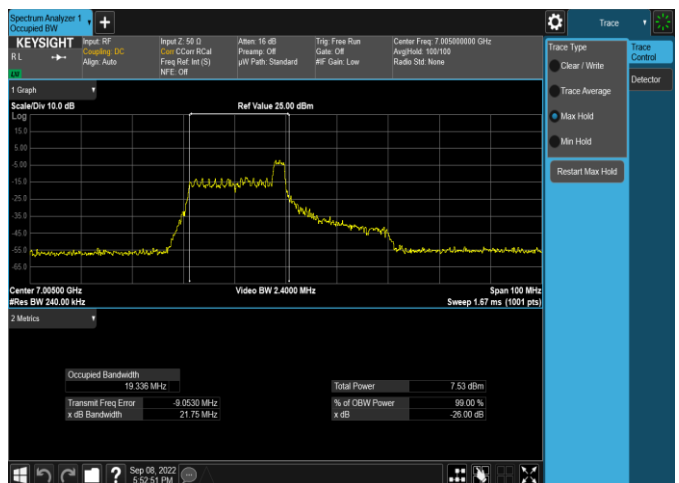 Spectrum Analyzer 1
Occupied BW
+
Trace
KEYSIGHT
RL
LW
Input: RF
Coupling: DC
Align: Auto
Input Z: 50 Ω
Corr CCorr RCal
Freq Ref: Int (S)
NFE: Off
Atten: 16 dB
Preamp: Off
µW Path: Standard
Trig: Free Run
Gate: Off
#IF Gain: Low
Center Freq: 7.005000000 GHz
Avg|Hold: 100/100
Radio Std: None
Trace Type
Clear / Write
Trace Average
Max Hold
Min Hold
Restart Max Hold
Trace
Control
Detector
1 Graph
Scale/Div 10.0 dB
Ref Value 25.00 dBm
Log
15.0
5.00
-5.00
-15.0
-25.0
-35.0
-45.0
-55.0
-65.0
Center 7.00500 GHz
Video BW 2.4000 MHz
Span 100 MHz
#Res BW 240.00 kHz
Sweep 1.67 ms (1001 pts)
2 Metrics
Occupied Bandwidth
19.336 MHz
Total Power 7.53 dBm
Transmit Freq Error -9.0530 MHz
% of OBW Power 99.00 %
x dB Bandwidth 21.75 MHz
x dB -26.00 dB
?
Sep 08, 2022
5:52:51 PM